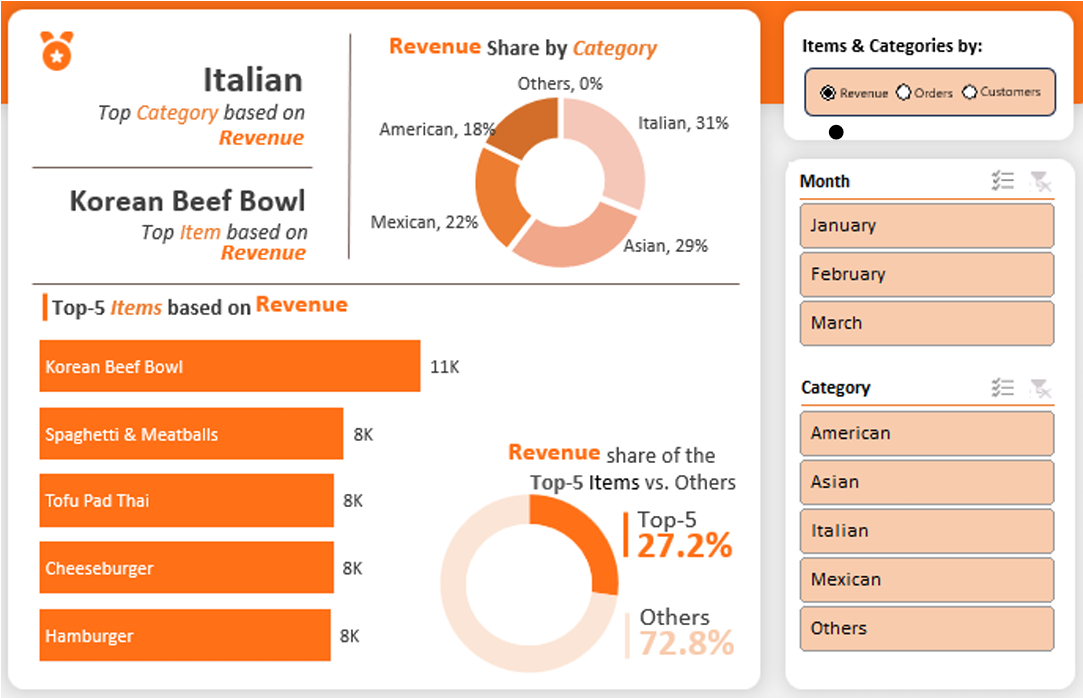 Italian
Top Category based on
Revenue
Korean Beef Bowl
Top Item based on
Revenue
Revenue Share by Category
Others, 0%
Italian, 31%
American, 18%
Mexican, 22%
Asian, 29%
Top-5 Items based on Revenue
Korean Beef Bowl 11K
Spaghetti & Meatballs 8K
Tofu Pad Thai 8K
Cheeseburger 8K
Hamburger 8K
Revenue share of the
Top-5 Items vs. Others
Top-5
27.2%
Others
72.8%
Items & Categories by:
Revenue Orders Customers
Month
January
February
March
Category
American
Asian
Italian
Mexican
Others